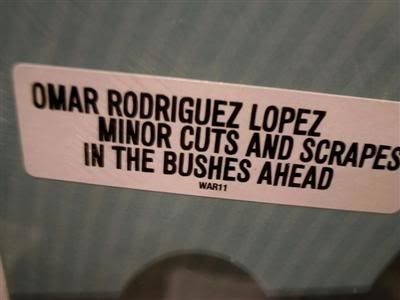 OMAR RODRIGUEZ LOPEZ
MINOR CUTS AND SCRAPES
IN THE BUSHES AHEAD
WAR11